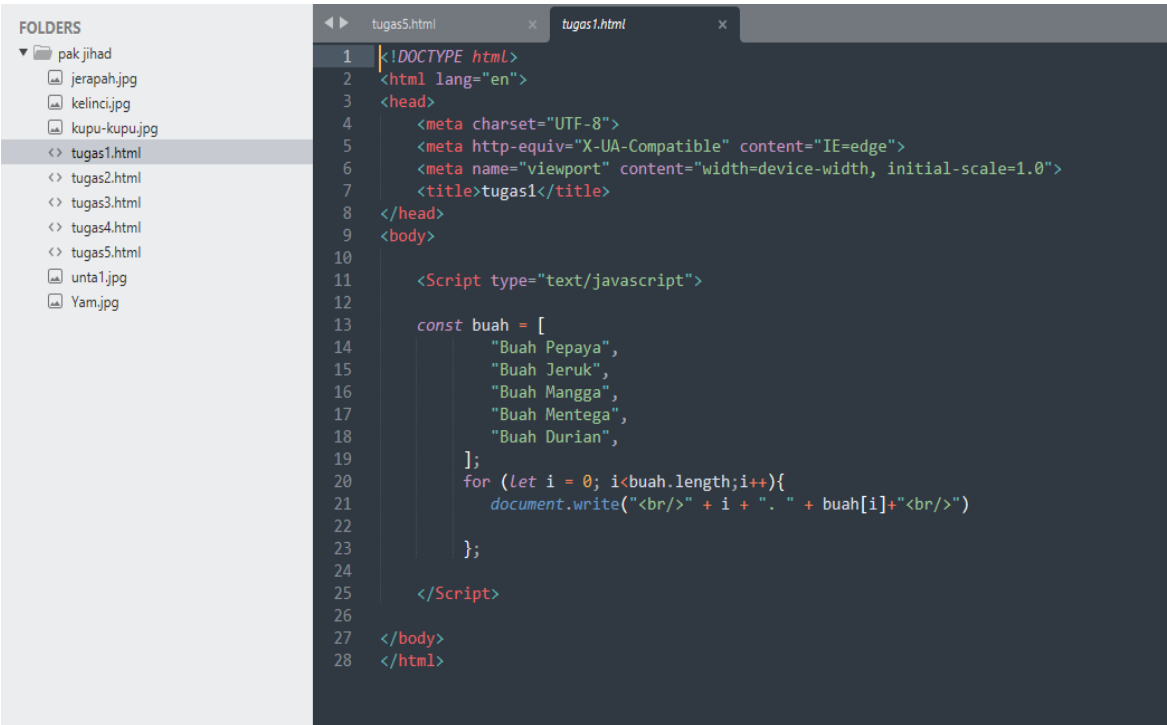 FOLDERS
pak jihad
jerapah.jpg
kelinci.jpg
kupu-kupu.jpg
<> tugas1.html
<> tugas2.html
<> tugas3.html
<> tugas4.html
<> tugas5.html
unta1.jpg
Yam.jpg
tugas5.html × tugas1.html ×
1 <!DOCTYPE html>
2 <html lang="en">
3 <head>
4     <meta charset="UTF-8">
5     <meta http-equiv="X-UA-Compatible" content="IE=edge">
6     <meta name="viewport" content="width=device-width, initial-scale=1.0">
7     <title>tugas1</title>
8 </head>
9 <body>
10
11     <Script type="text/javascript">
12
13     const buah = [
14             "Buah Pepaya",
15             "Buah Jeruk",
16             "Buah Mangga",
17             "Buah Mentega",
18             "Buah Durian",
19          ];
20          for (let i = 0; i<buah.length;i++){
21             document.write("<br/>" + i + ". " + buah[i]+"<br/>")
22
23          };
24
25     </Script>
26
27 </body>
28 </html>